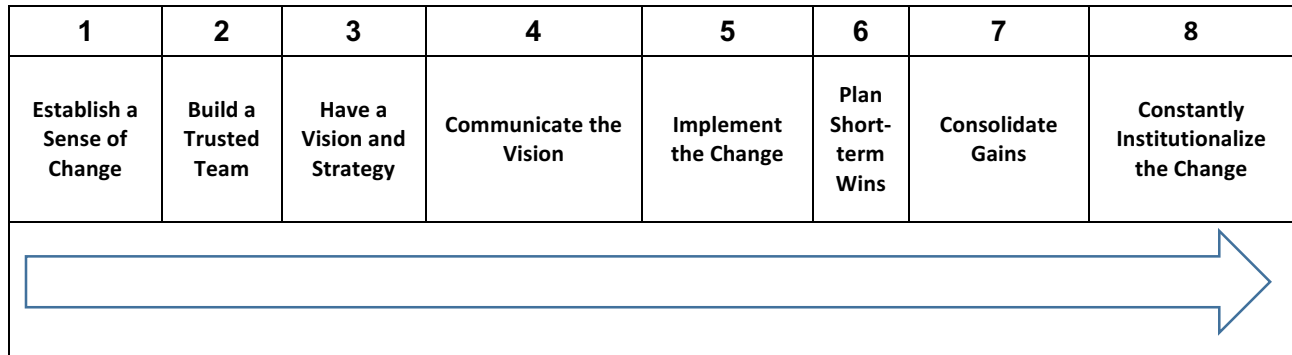 1 2 3 4 5 6 7 8
Establish a
Sense of
Change
Build a
Trusted
Team
Have a
Vision and
Strategy
Communicate the
Vision
Implement
the Change
Plan
Short-
term
Wins
Consolidate
Gains
Constantly
Institutionalize
the Change